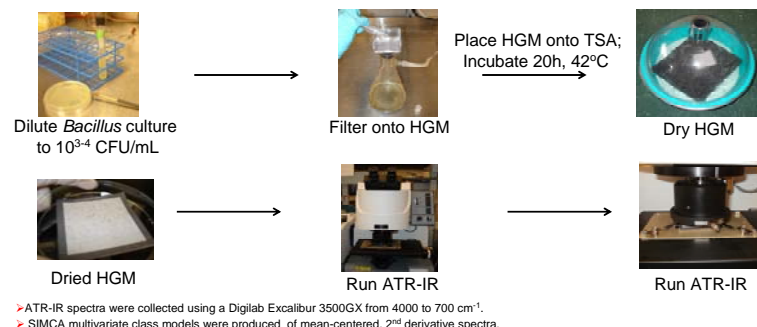 Dilute Bacillus culture
to 10³⁻⁴ CFU/mL
Filter onto HGM
Place HGM onto TSA;
Incubate 20h, 42°C
Dry HGM
Dried HGM
Run ATR-IR
Run ATR-IR
➢ATR-IR spectra were collected using a Digilab Excalibur 3500GX from 4000 to 700 cm⁻¹.
➢ SIMCA multivariate class models were produced of mean-centered, 2ⁿᵈ derivative spectra.